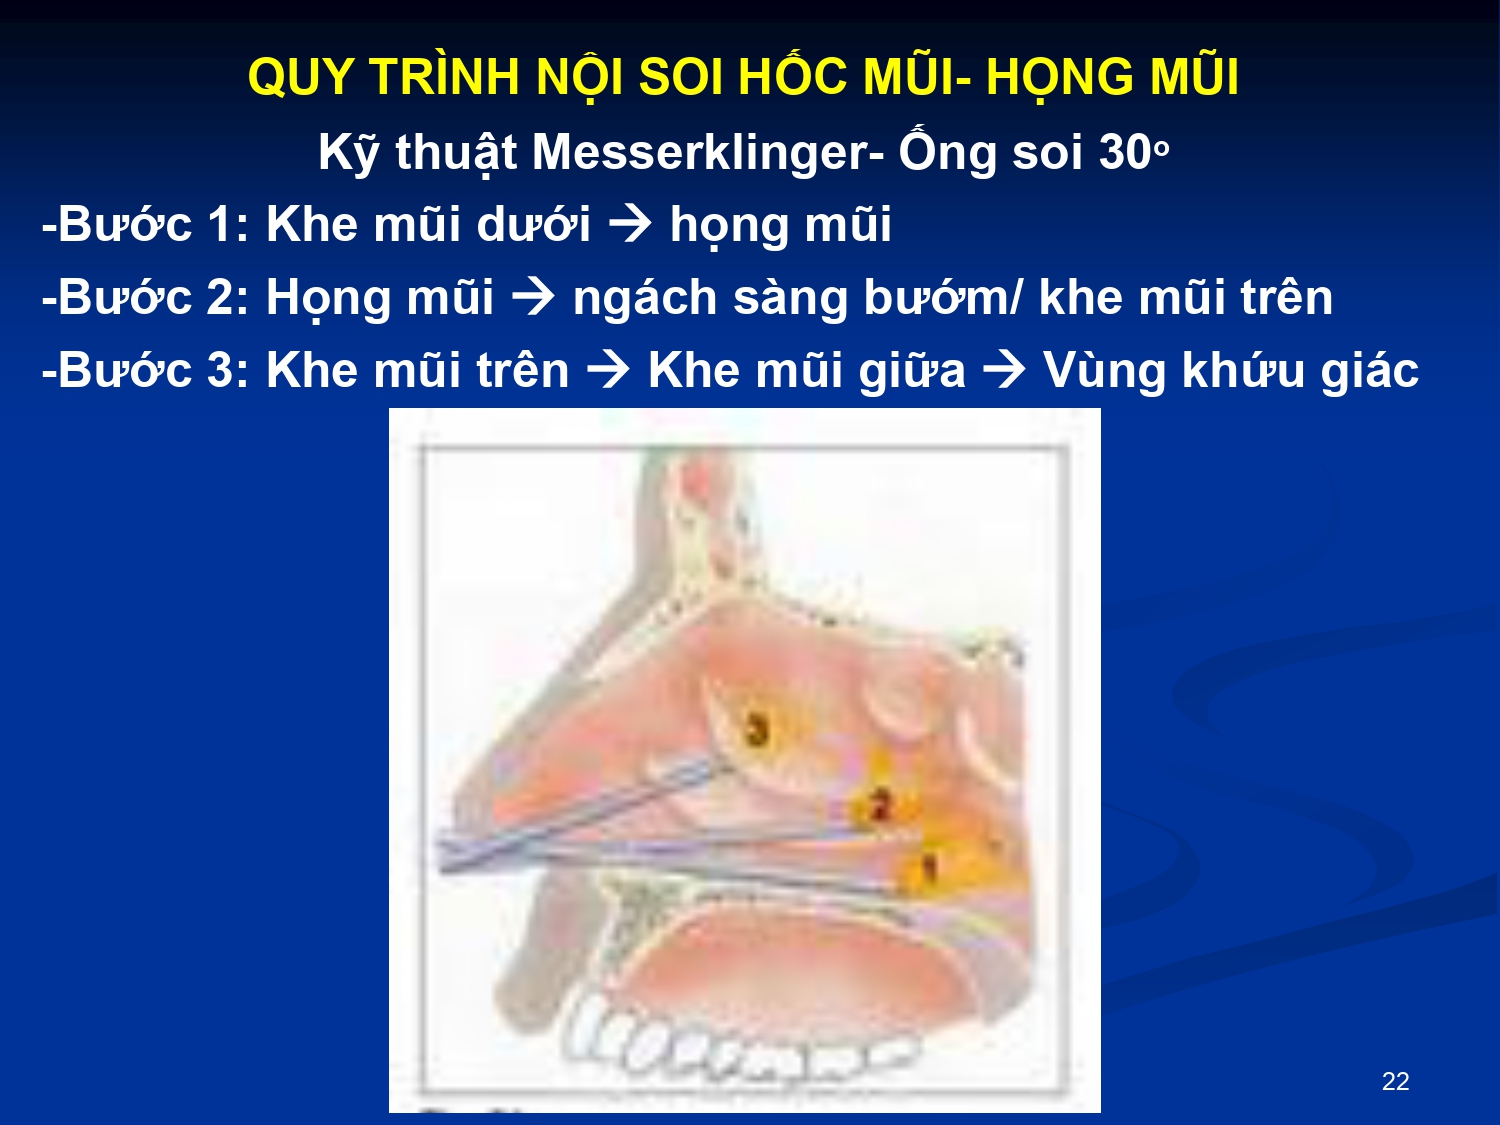 QUY TRÌNH NỘI SOI HỐC MŨI- HỌNG MŨI
Kỹ thuật Messerklinger- Ống soi 30º
-Bước 1: Khe mũi dưới → họng mũi
-Bước 2: Họng mũi → ngách sàng bướm/ khe mũi trên
-Bước 3: Khe mũi trên → Khe mũi giữa → Vùng khứu giác
3
2
1
22